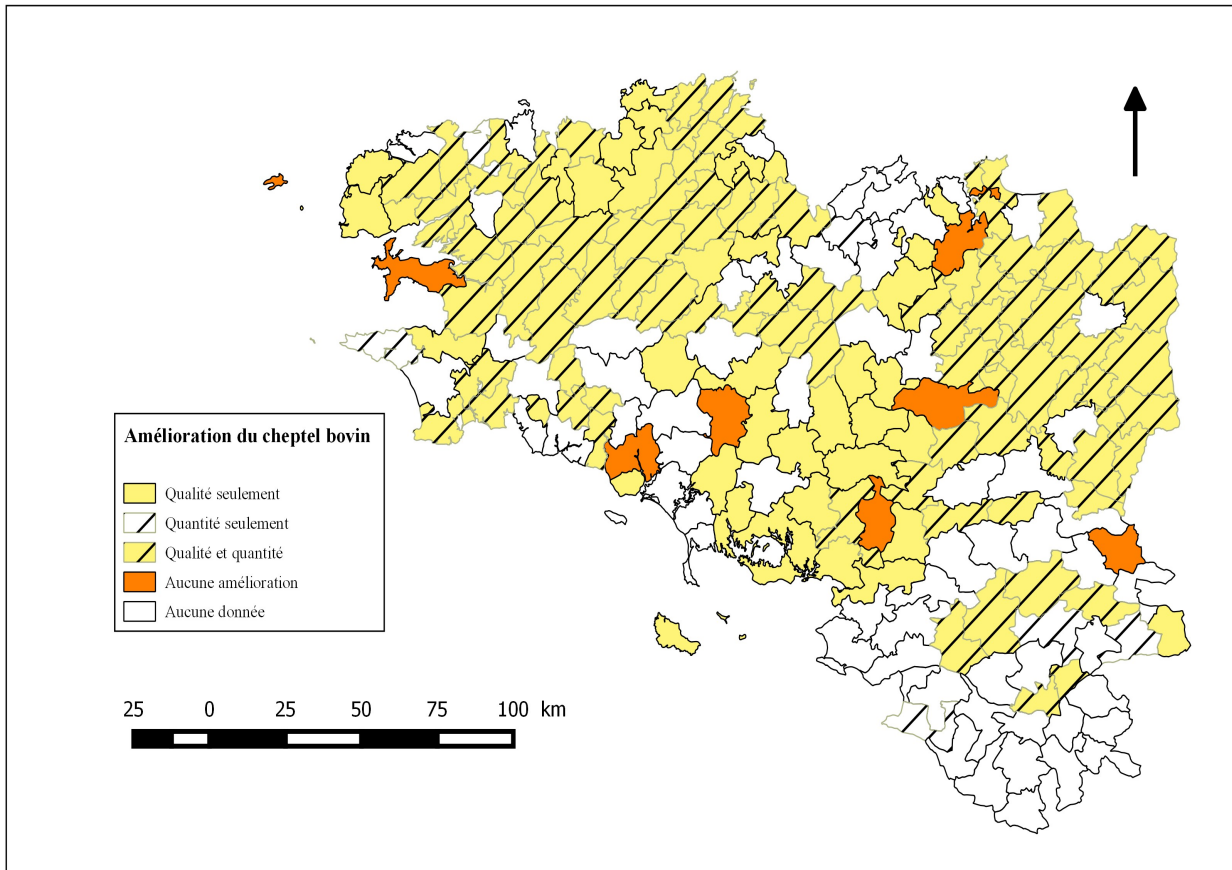 Amélioration du cheptel bovin
Qualité seulement
Quantité seulement
Qualité et quantité
Aucune amélioration
Aucune donnée
25 0 25 50 75 100 km